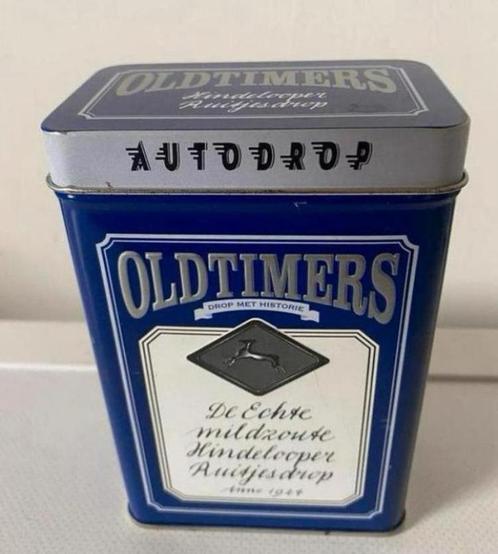 OLDTIMERS
Hindelooper
Ruitjesdrop
AUTODROP
OLDTIMERS
DROP MET HISTORIE
De Echte
mildzoute
Hindelooper
Ruitjesdrop
Anno 1944